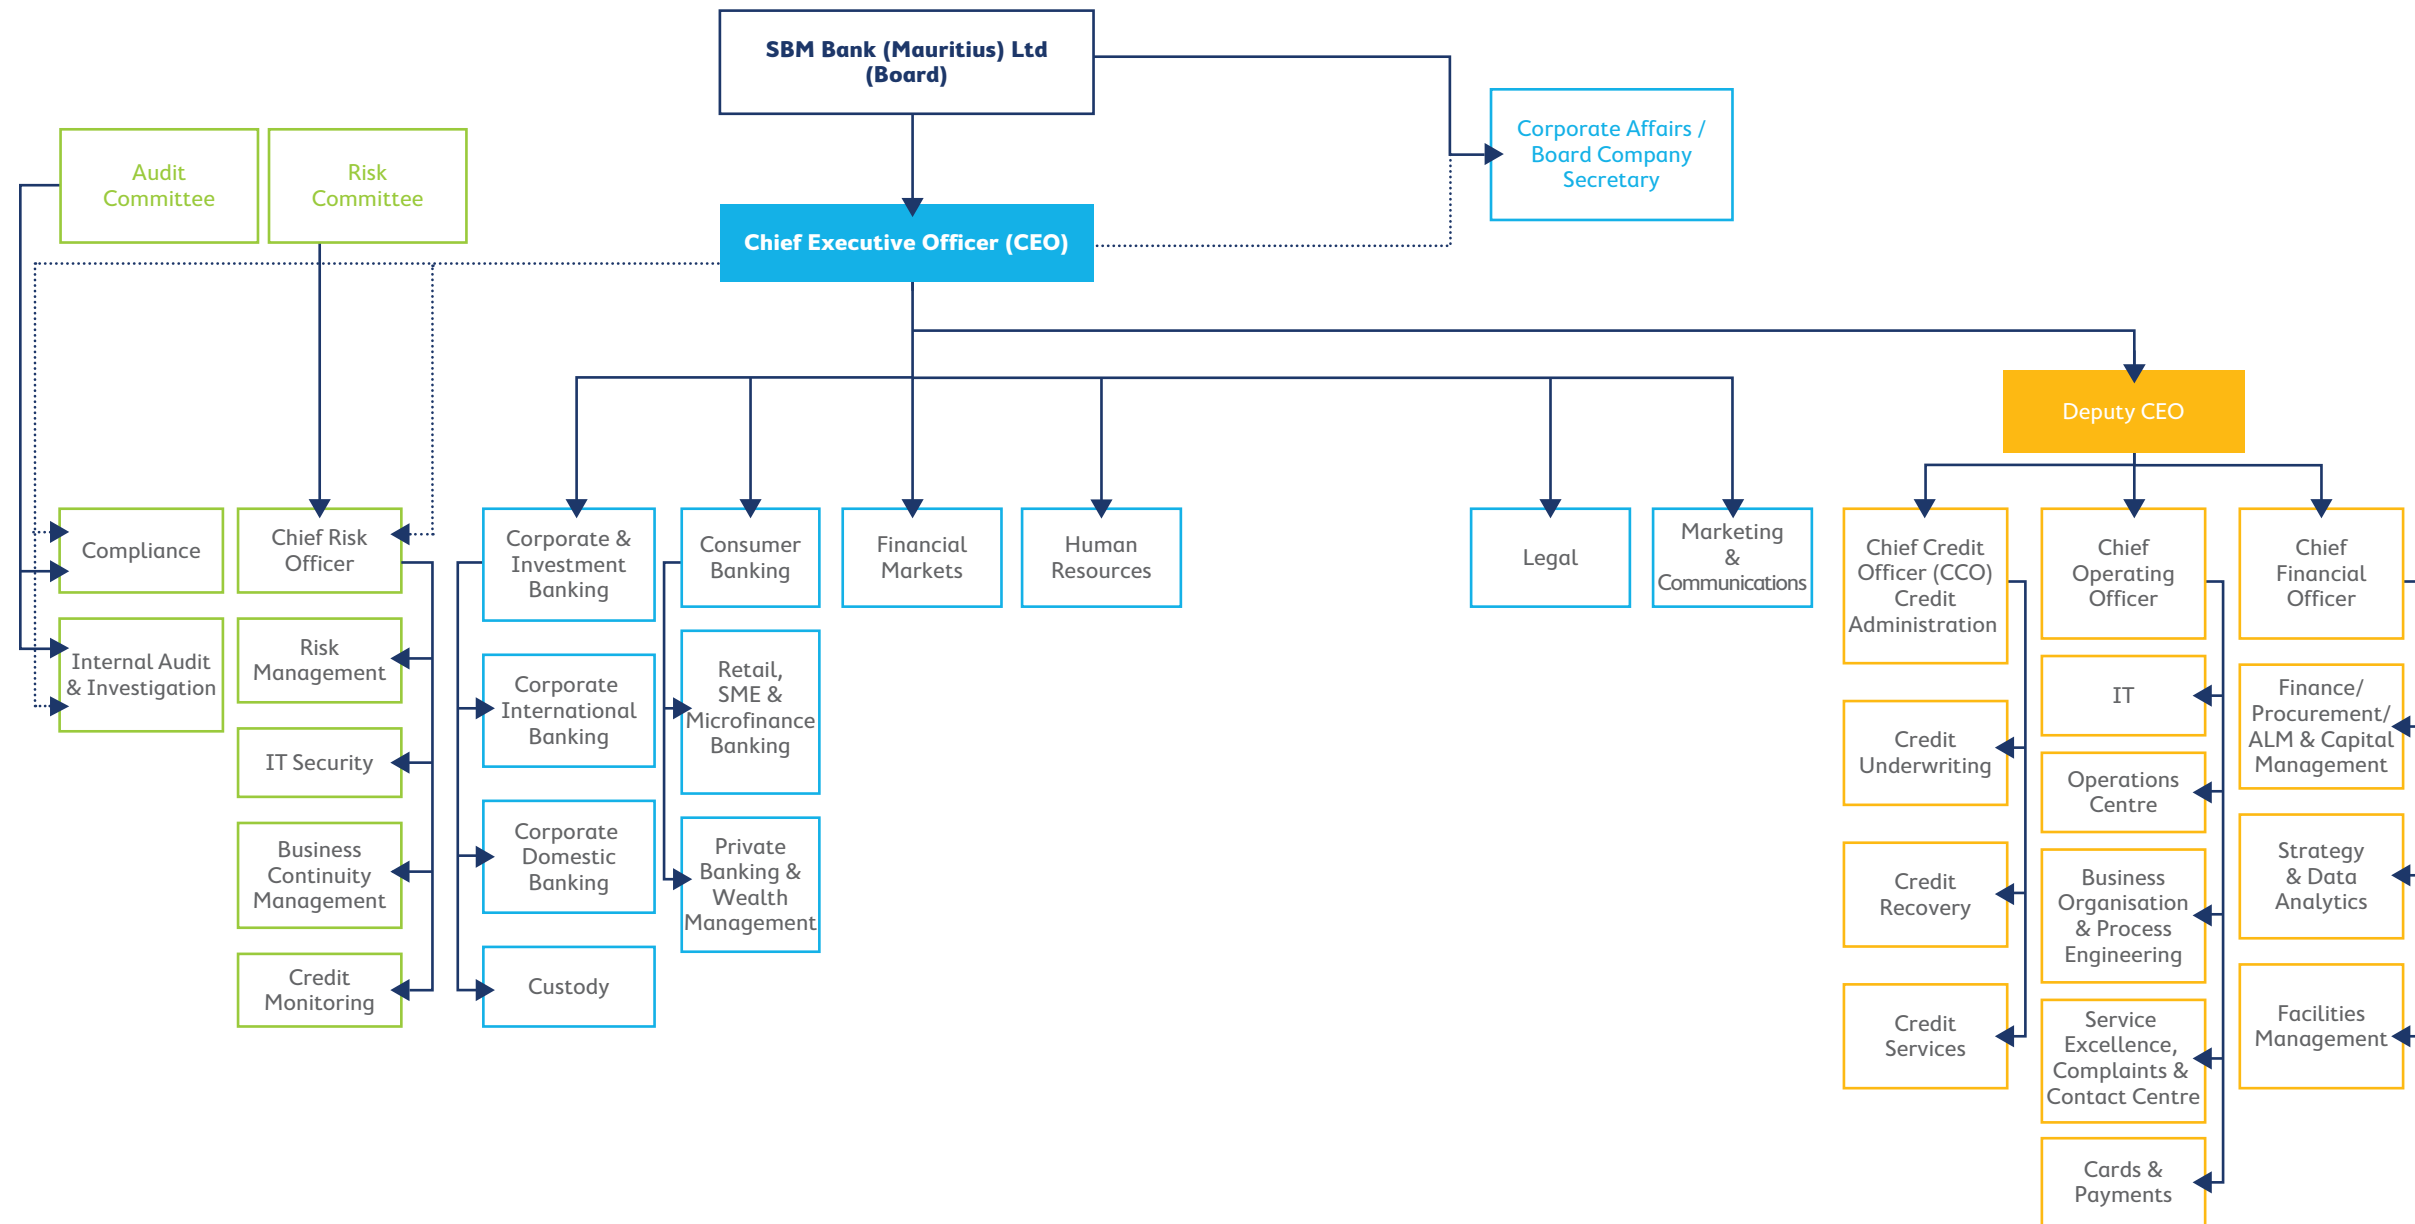 SBM Bank (Mauritius) Ltd
(Board)
Corporate Affairs /
Board Company
Secretary
Audit
Committee
Risk
Committee
Chief Executive Officer (CEO)
Deputy CEO
Compliance
Internal Audit
& Investigation
Chief Risk
Officer
Risk
Management
IT Security
Business
Continuity
Management
Credit
Monitoring
Corporate &
Investment
Banking
Corporate
International
Banking
Corporate
Domestic
Banking
Custody
Consumer
Banking
Retail,
SME &
Microfinance
Banking
Private
Banking &
Wealth
Management
Financial
Markets
Human
Resources
Legal
Marketing
&
Communications
Chief Credit
Officer (CCO)
Credit
Administration
Credit
Underwriting
Credit
Recovery
Credit
Services
Chief
Operating
Officer
IT
Operations
Centre
Business
Organisation
& Process
Engineering
Service
Excellence,
Complaints &
Contact Centre
Cards &
Payments
Chief
Financial
Officer
Finance/
Procurement/
ALM & Capital
Management
Strategy
& Data
Analytics
Facilities
Management